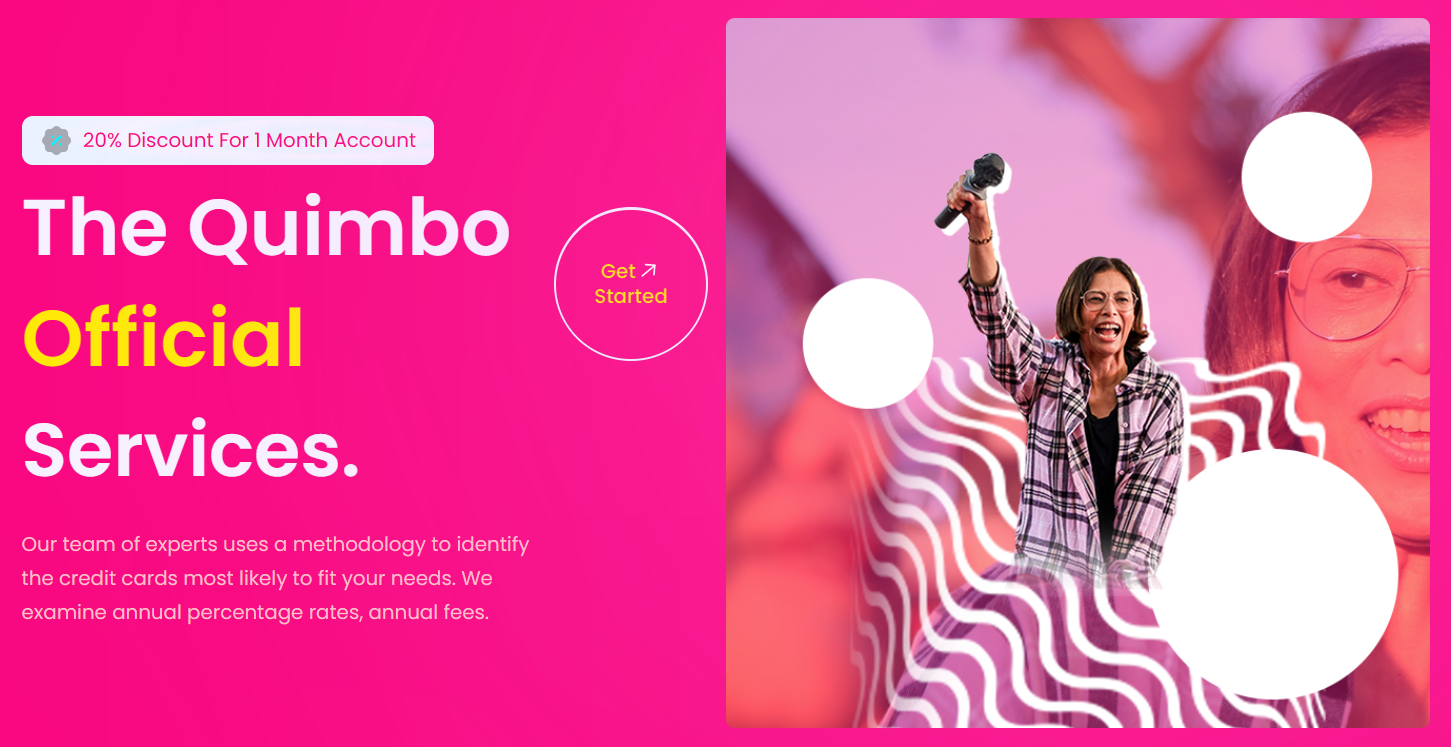 20% Discount For 1 Month Account
The Quimbo
Official
Services.
Get
Started
Our team of experts uses a methodology to identify
the credit cards most likely to fit your needs. We
examine annual percentage rates, annual fees.